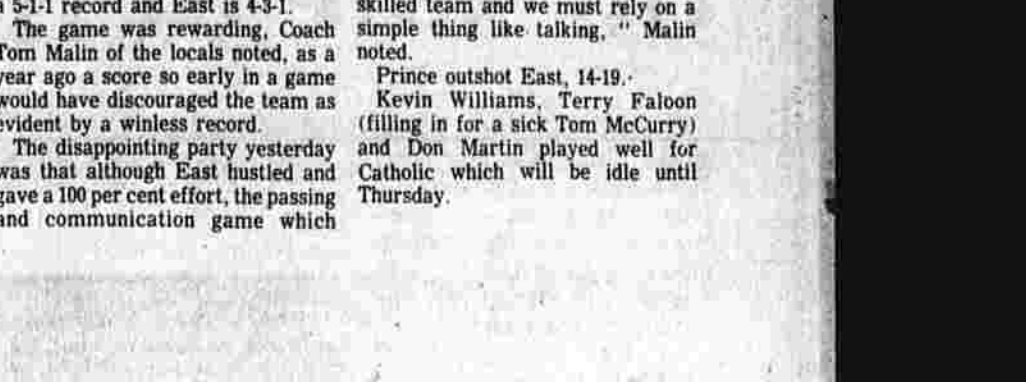 a 5-1-1 record and East is 4-3-1.
The game was rewarding, Coach
Tom Malin of the locals noted, as a
year ago a score so early in a game
would have discouraged the team as
evident by a winless record.
The disappointing party yesterday
was that although East hustled and
gave a 100 per cent effort, the passing
and communication game which
skilled team and we must rely on a
simple thing like talking, " Malin
noted.
Prince outshot East, 14-19.
Kevin Williams, Terry Faloon
(filling in for a sick Tom McCurry)
and Don Martin played well for
Catholic which will be idle until
Thursday.